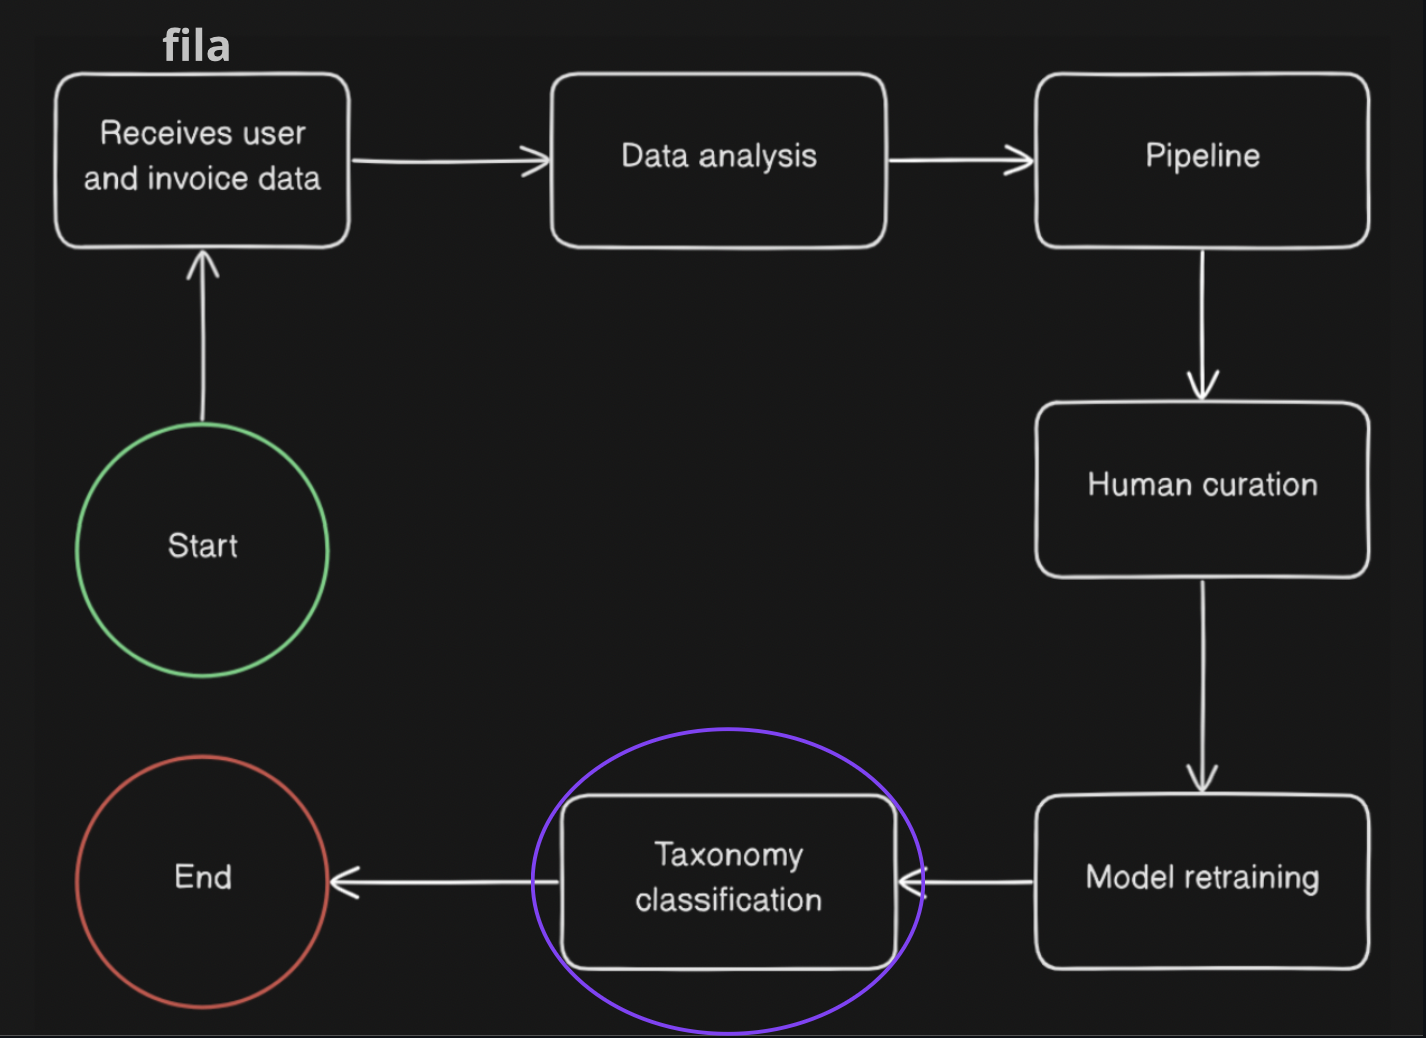 fila
Receives user
and invoice data
Data analysis
Pipeline
Human curation
Start
Model retraining
Taxonomy
classification
End